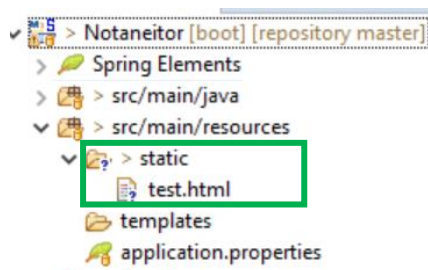 > Notaneitor [boot] [repository master]
> Spring Elements
> src/main/java
> src/main/resources
> static
test.html
templates
application.properties